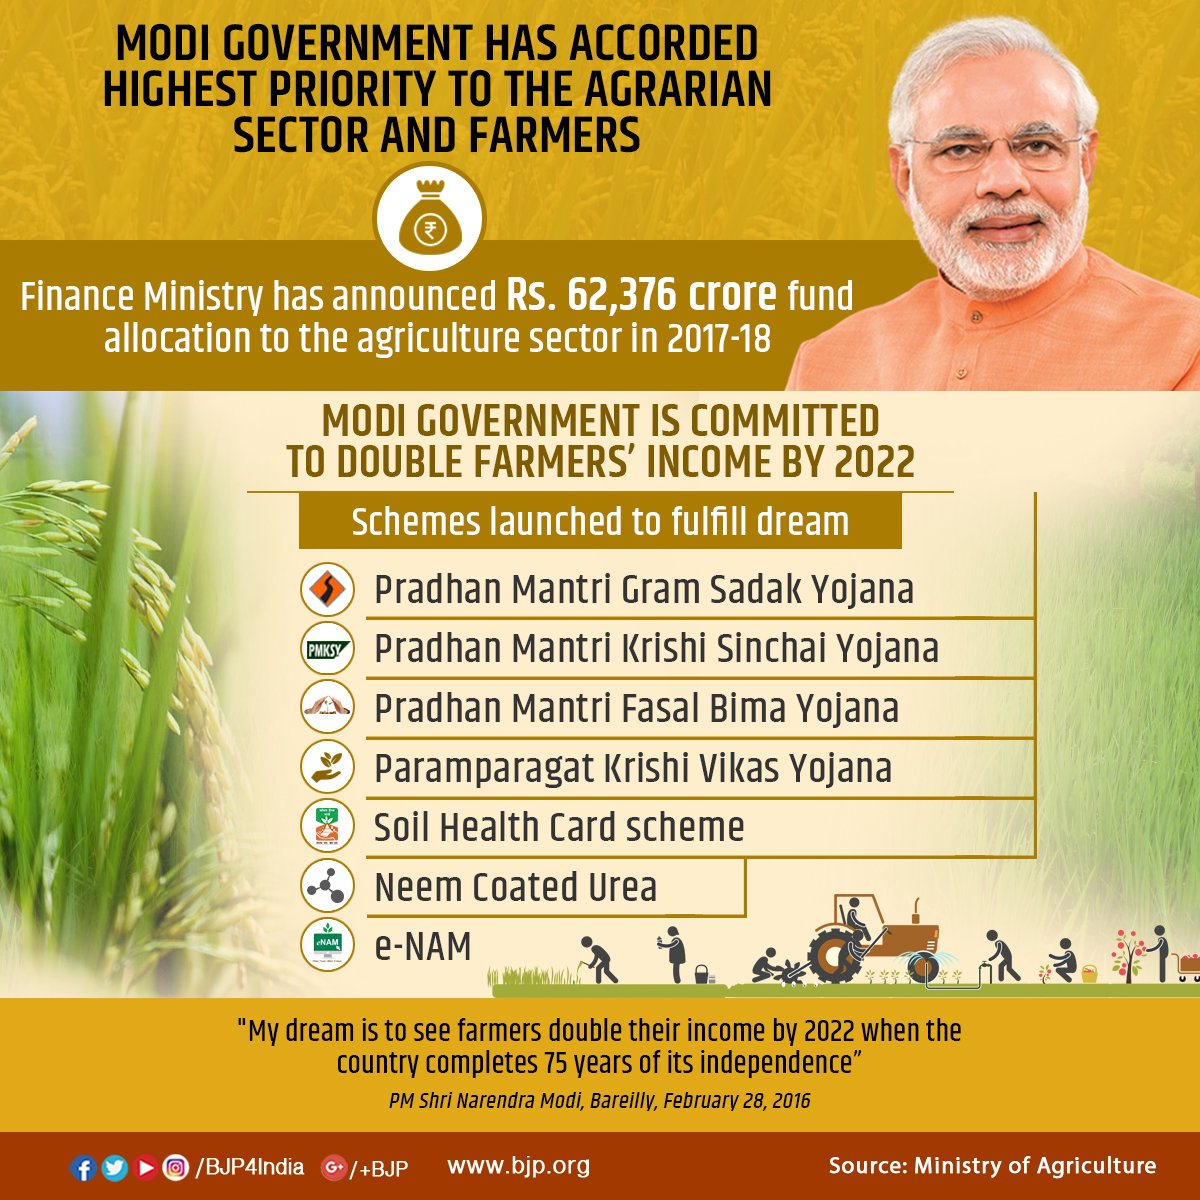 MODI GOVERNMENT HAS ACCORDED
HIGHEST PRIORITY TO THE AGRARIAN
SECTOR AND FARMERS
₹
Finance Ministry has announced Rs. 62,376 crore fund
allocation to the agriculture sector in 2017-18
MODI GOVERNMENT IS COMMITTED
TO DOUBLE FARMERS’ INCOME BY 2022
Schemes launched to fulfill dream
Pradhan Mantri Gram Sadak Yojana
PMKSY
Pradhan Mantri Krishi Sinchai Yojana
Pradhan Mantri Fasal Bima Yojana
Paramparagat Krishi Vikas Yojana
Soil Health Card scheme
Neem Coated Urea
eNAM
e-NAM
"My dream is to see farmers double their income by 2022 when the
country completes 75 years of its independence”
PM Shri Narendra Modi, Bareilly, February 28, 2016
/BJP4India G+/+BJP www.bjp.org Source: Ministry of Agriculture